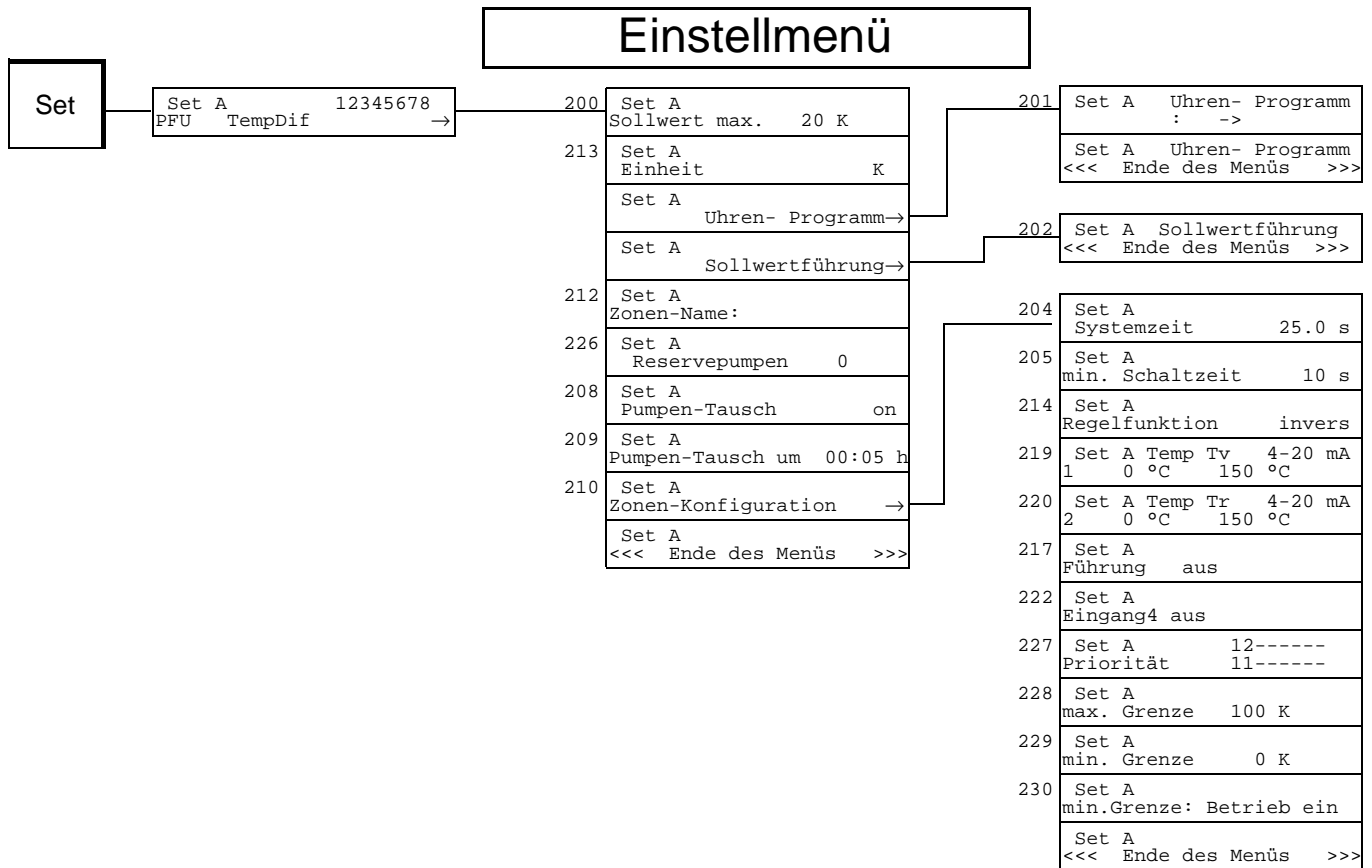 Einstellmenü
Set
Set A 12345678
PFU TempDif →
200 Set A
Sollwert max. 20 K
213 Set A
Einheit K
Set A
Uhren- Programm→
Set A
Sollwertführung→
212 Set A
Zonen-Name:
226 Set A
Reservepumpen 0
208 Set A
Pumpen-Tausch on
209 Set A
Pumpen-Tausch um 00:05 h
210 Set A
Zonen-Konfiguration →
Set A
<<< Ende des Menüs >>>
201 Set A Uhren- Programm
: ->
Set A Uhren- Programm
<<< Ende des Menüs >>>
202 Set A Sollwertführung
<<< Ende des Menüs >>>
204 Set A
Systemzeit 25.0 s
205 Set A
min. Schaltzeit 10 s
214 Set A
Regelfunktion invers
219 Set A Temp Tv 4-20 mA
1 0 °C 150 °C
220 Set A Temp Tr 4-20 mA
2 0 °C 150 °C
217 Set A
Führung aus
222 Set A
Eingang4 aus
227 Set A 12------
Priorität 11------
228 Set A
max. Grenze 100 K
229 Set A
min. Grenze 0 K
230 Set A
min.Grenze: Betrieb ein
Set A
<<< Ende des Menüs >>>